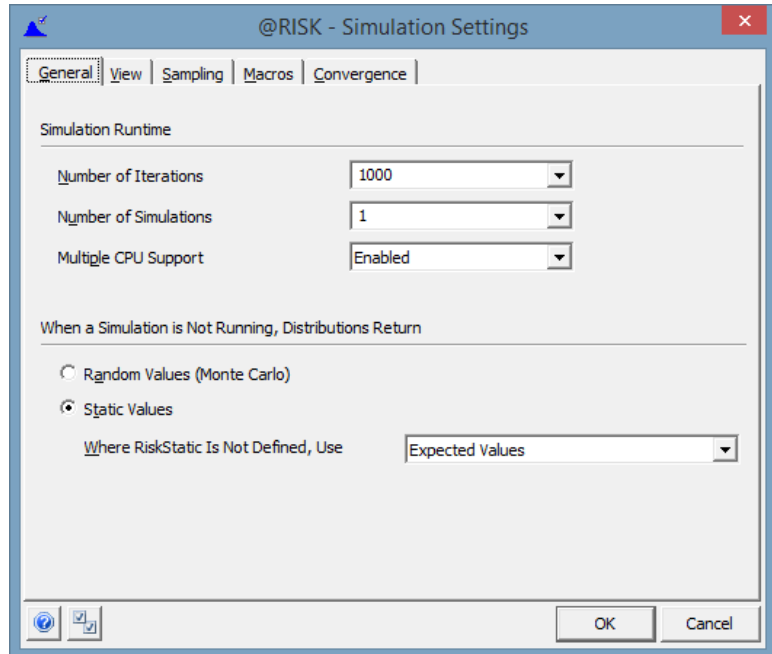 @RISK - Simulation Settings
General View Sampling Macros Convergence
Simulation Runtime
Number of Iterations 1000
Number of Simulations 1
Multiple CPU Support Enabled
When a Simulation is Not Running, Distributions Return
Random Values (Monte Carlo)
Static Values
Where RiskStatic Is Not Defined, Use Expected Values
OK Cancel